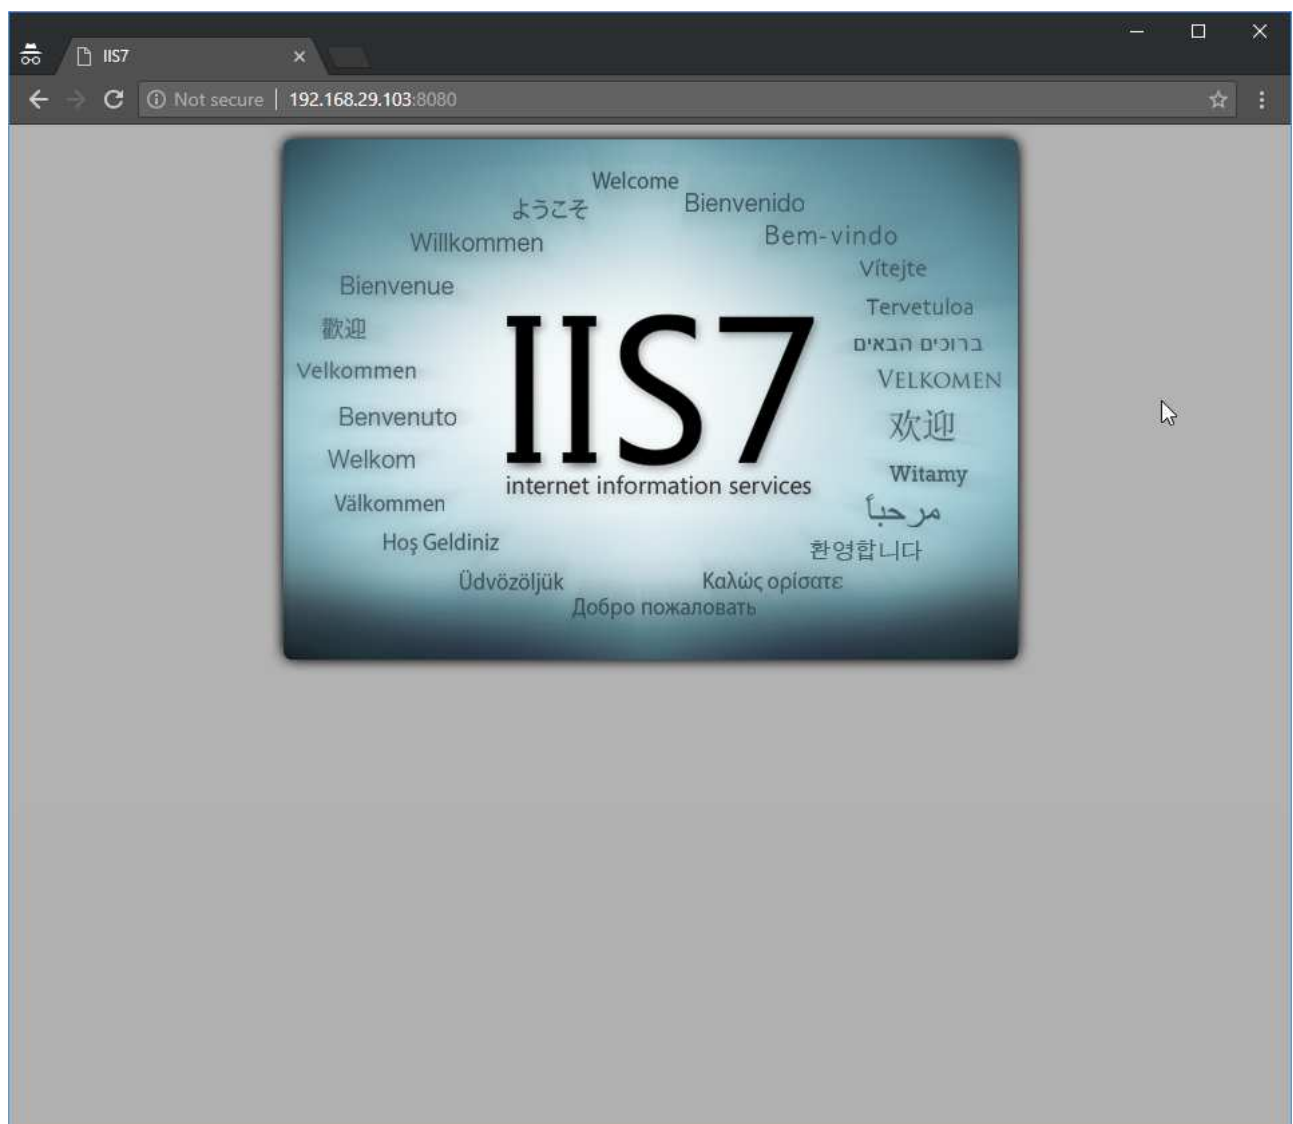 IIS7
Not secure | 192.168.29.103:8080
Welcome
ようこそ
Bienvenido
Willkommen
Bem-vindo
Vítejte
Bienvenue
Tervetuloa
歡迎
ברוכים הבאים
Velkommen
VELKOMEN
IIS7
Benvenuto
欢迎
Welkom
Witamy
internet information services
Välkommen
مرحباً
Hoş Geldiniz
환영합니다
Üdvözöljük
Καλώς ορίσατε
Добро пожаловать